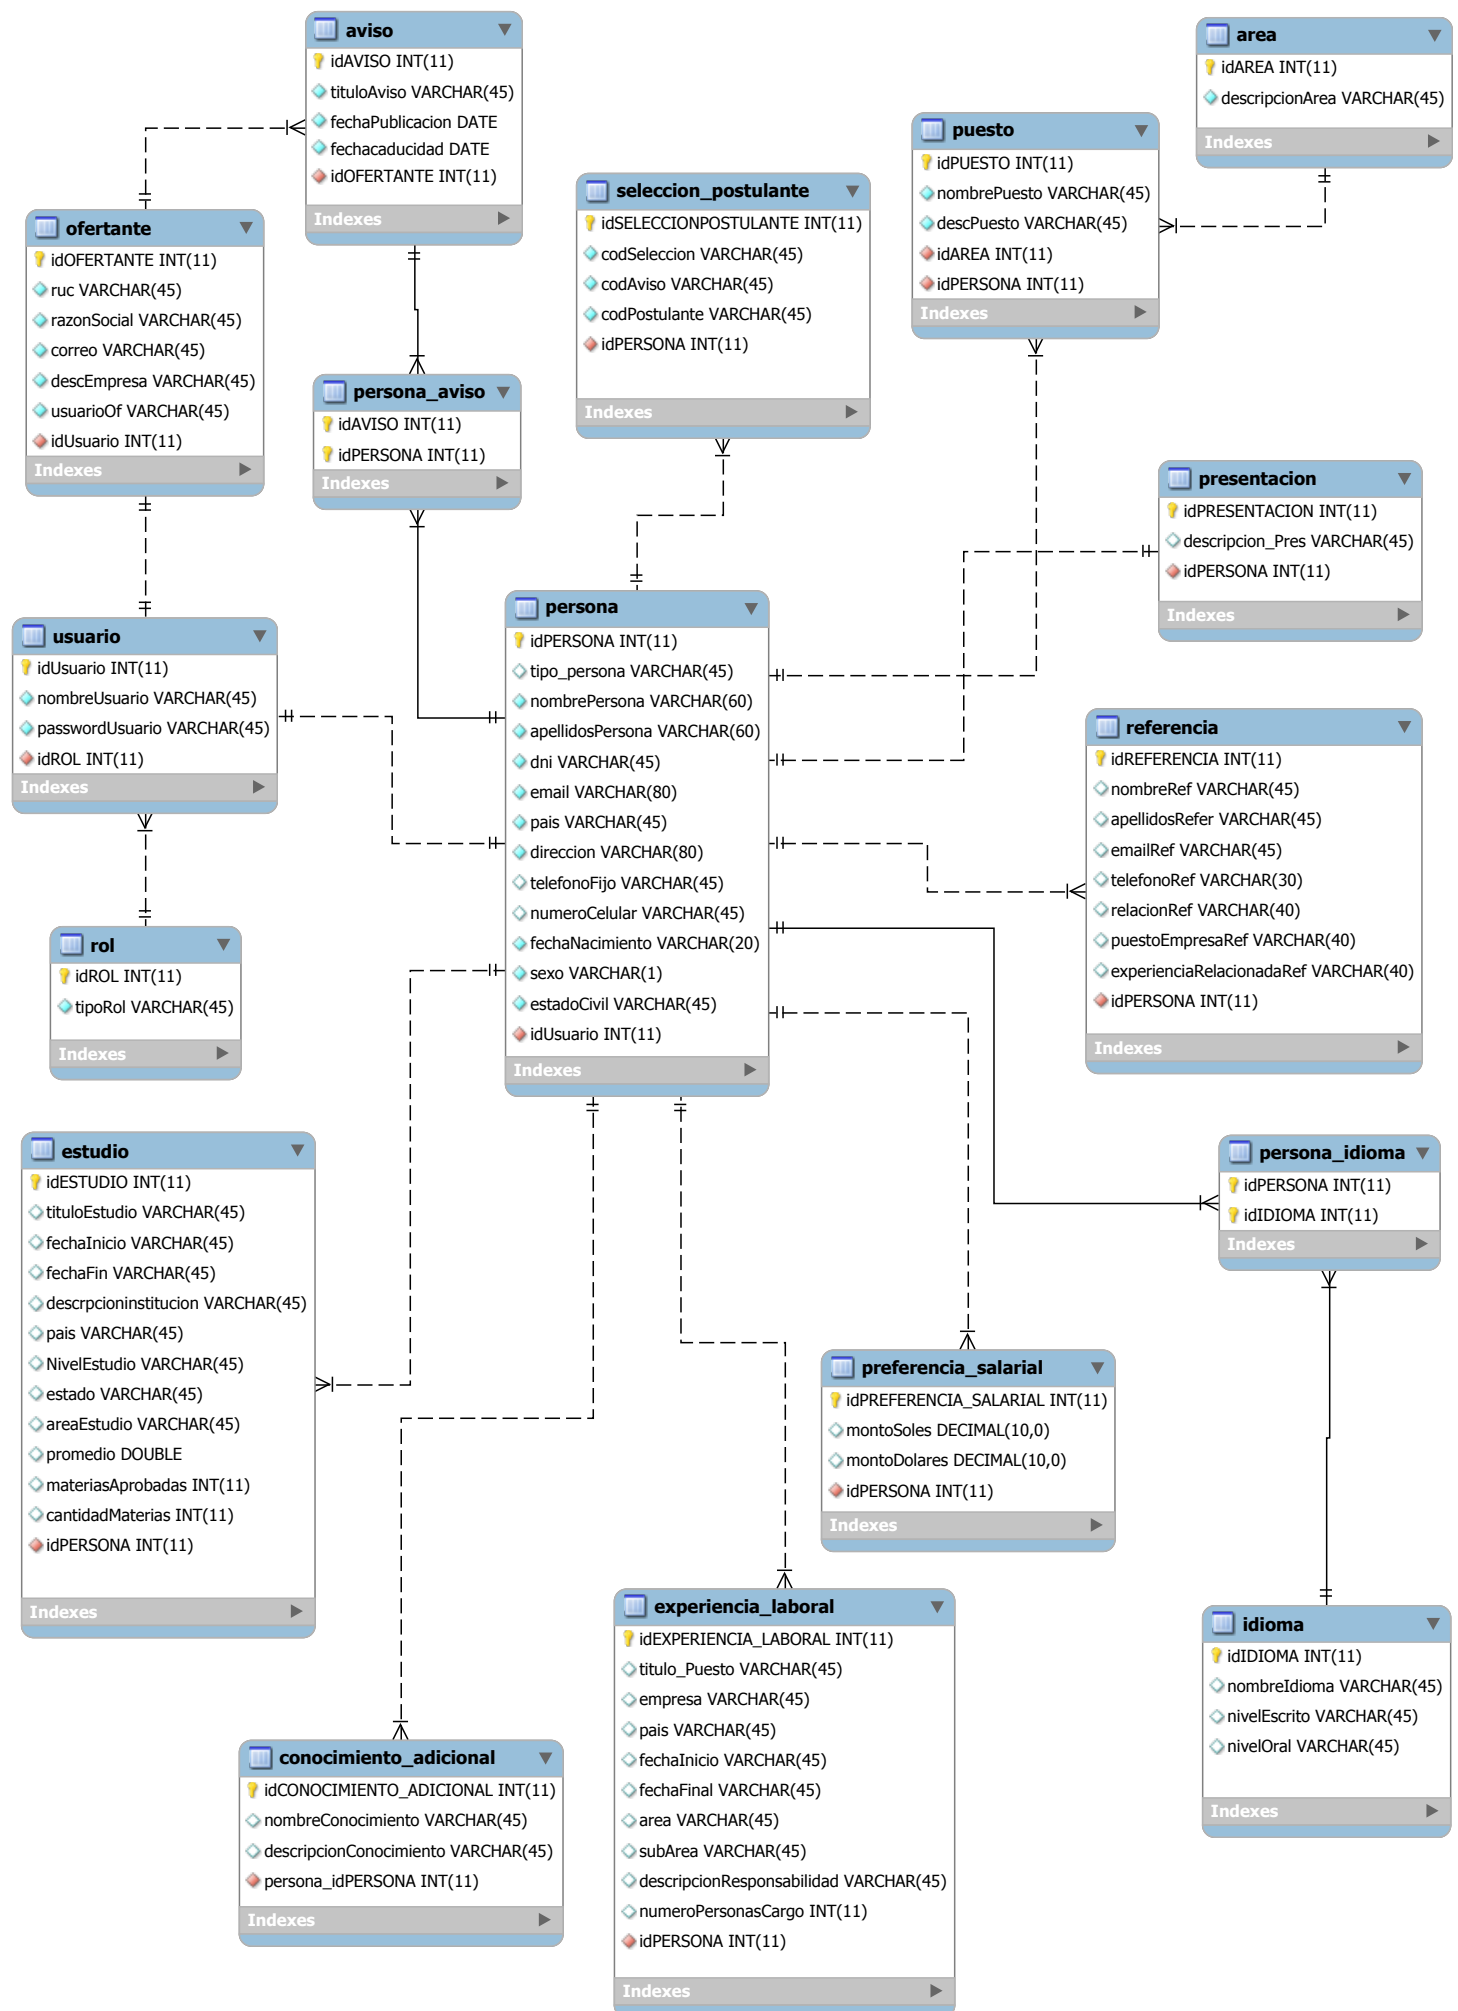 aviso
idAVISO INT(11)
tituloAviso VARCHAR(45)
fechaPublicacion DATE
fechacaducidad DATE
idOFERTANTE INT(11)
Indexes
area
idAREA INT(11)
descripcionArea VARCHAR(45)
Indexes
puesto
idPUESTO INT(11)
nombrePuesto VARCHAR(45)
descPuesto VARCHAR(45)
idAREA INT(11)
idPERSONA INT(11)
Indexes
seleccion_postulante
idSELECCIONPOSTULANTE INT(11)
codSeleccion VARCHAR(45)
codAviso VARCHAR(45)
codPostulante VARCHAR(45)
idPERSONA INT(11)
Indexes
ofertante
idOFERTANTE INT(11)
ruc VARCHAR(45)
razonSocial VARCHAR(45)
correo VARCHAR(45)
descEmpresa VARCHAR(45)
usuarioOf VARCHAR(45)
idUsuario INT(11)
Indexes
persona_aviso
idAVISO INT(11)
idPERSONA INT(11)
Indexes
presentacion
idPRESENTACION INT(11)
descripcion_Pres VARCHAR(45)
idPERSONA INT(11)
Indexes
usuario
idUsuario INT(11)
nombreUsuario VARCHAR(45)
passwordUsuario VARCHAR(45)
idROL INT(11)
Indexes
persona
idPERSONA INT(11)
tipo_persona VARCHAR(45)
nombrePersona VARCHAR(60)
apellidosPersona VARCHAR(60)
dni VARCHAR(45)
email VARCHAR(80)
pais VARCHAR(45)
direccion VARCHAR(80)
telefonoFijo VARCHAR(45)
numeroCelular VARCHAR(45)
fechaNacimiento VARCHAR(20)
sexo VARCHAR(1)
estadoCivil VARCHAR(45)
idUsuario INT(11)
Indexes
referencia
idREFERENCIA INT(11)
nombreRef VARCHAR(45)
apellidosRefer VARCHAR(45)
emailRef VARCHAR(45)
telefonoRef VARCHAR(30)
relacionRef VARCHAR(40)
puestoEmpresaRef VARCHAR(40)
experienciaRelacionadaRef VARCHAR(40)
idPERSONA INT(11)
Indexes
rol
idROL INT(11)
tipoRol VARCHAR(45)
Indexes
estudio
idESTUDIO INT(11)
tituloEstudio VARCHAR(45)
fechaInicio VARCHAR(45)
fechaFin VARCHAR(45)
descrpcioninstitucion VARCHAR(45)
pais VARCHAR(45)
NivelEstudio VARCHAR(45)
estado VARCHAR(45)
areaEstudio VARCHAR(45)
promedio DOUBLE
materiasAprobadas INT(11)
cantidadMaterias INT(11)
idPERSONA INT(11)
Indexes
persona_idioma
idPERSONA INT(11)
idIDIOMA INT(11)
Indexes
preferencia_salarial
idPREFERENCIA_SALARIAL INT(11)
montoSoles DECIMAL(10,0)
montoDolares DECIMAL(10,0)
idPERSONA INT(11)
Indexes
experiencia_laboral
idEXPERIENCIA_LABORAL INT(11)
titulo_Puesto VARCHAR(45)
empresa VARCHAR(45)
pais VARCHAR(45)
fechaInicio VARCHAR(45)
fechaFinal VARCHAR(45)
area VARCHAR(45)
subArea VARCHAR(45)
descripcionResponsabilidad VARCHAR(45)
numeroPersonasCargo INT(11)
idPERSONA INT(11)
Indexes
idioma
idIDIOMA INT(11)
nombreIdioma VARCHAR(45)
nivelEscrito VARCHAR(45)
nivelOral VARCHAR(45)
Indexes
conocimiento_adicional
idCONOCIMIENTO_ADICIONAL INT(11)
nombreConocimiento VARCHAR(45)
descripcionConocimiento VARCHAR(45)
persona_idPERSONA INT(11)
Indexes